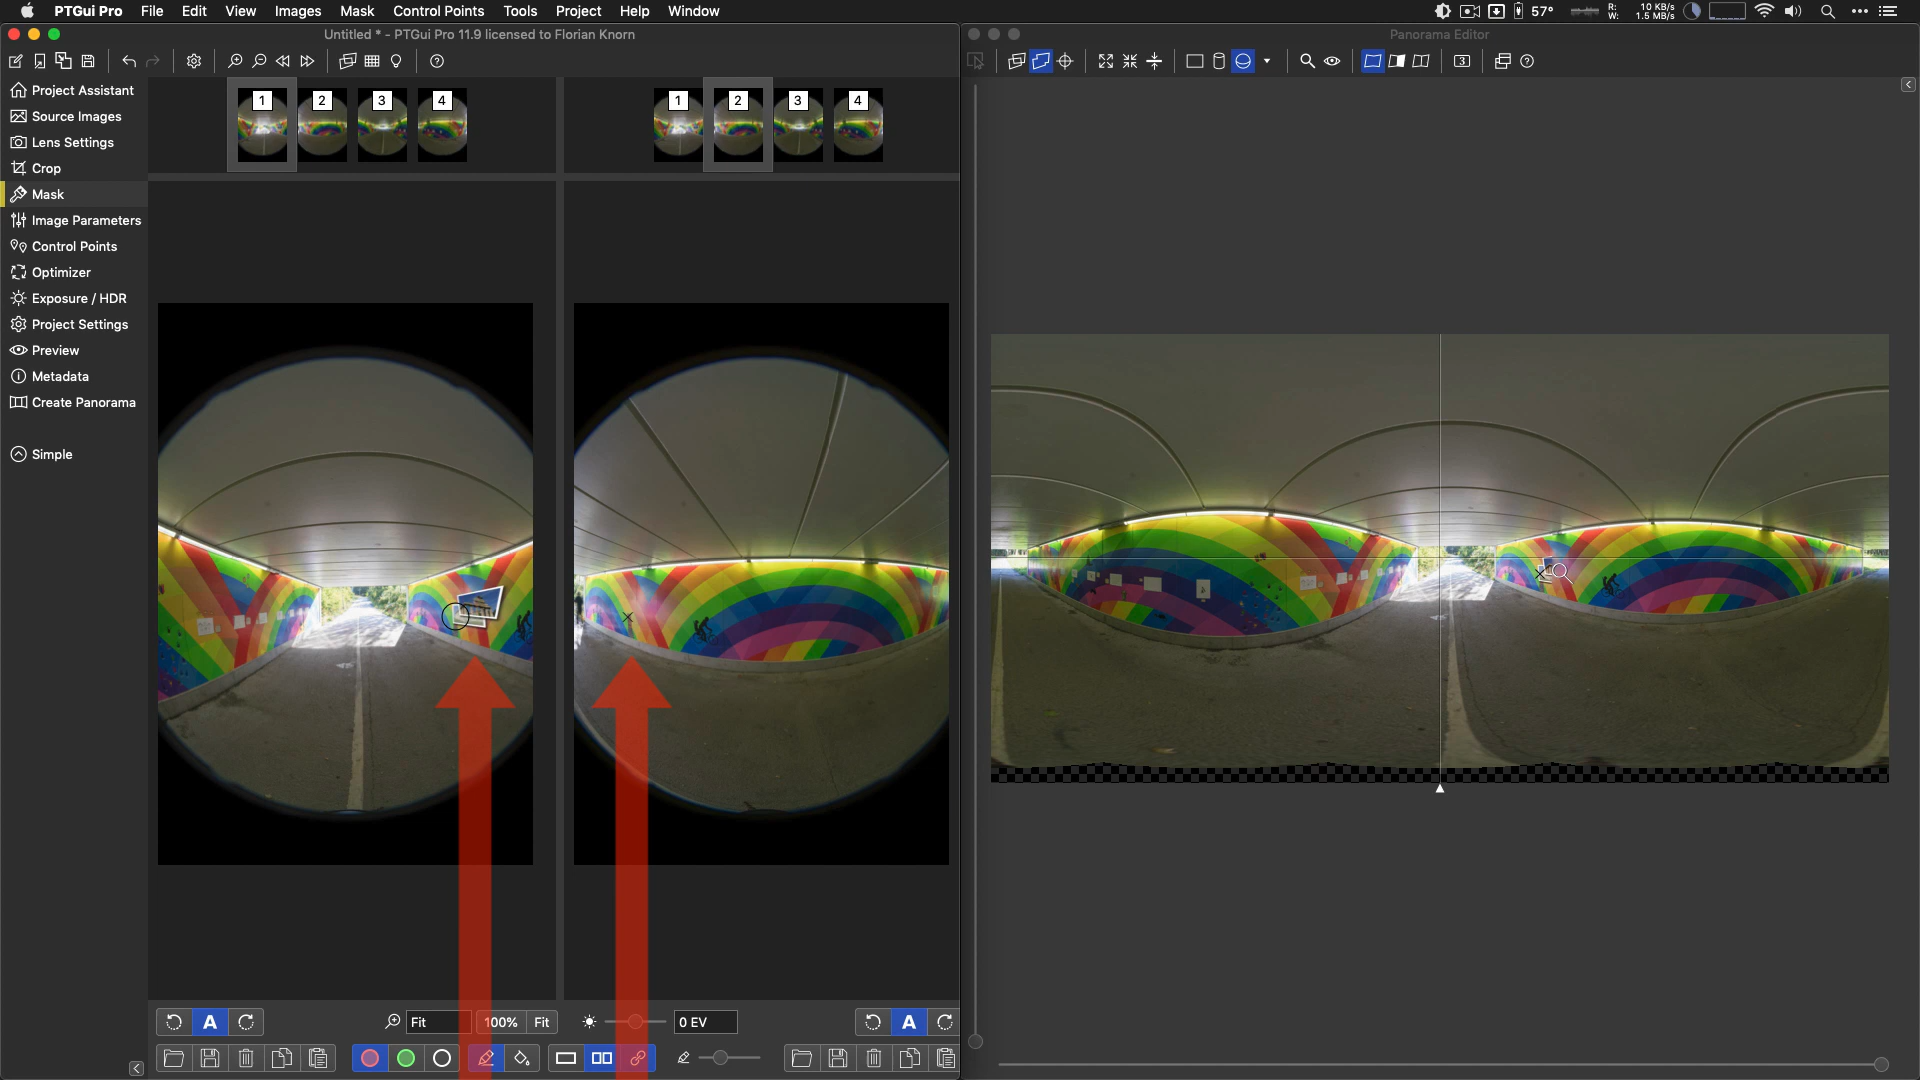 PTGui Pro File Edit View Images Mask Control Points Tools Project Help Window
57° R: 10 KB/s
W: 1.5 MB/s
Untitled * - PTGui Pro 11.9 licensed to Florian Knorn
Panorama Editor
3
Project Assistant
Source Images
Lens Settings
Crop
Mask
Image Parameters
Control Points
Optimizer
Exposure / HDR
Project Settings
Preview
Metadata
Create Panorama
Simple
1 2 3 4
1 2 3 4
A Fit 100% Fit 0 EV A